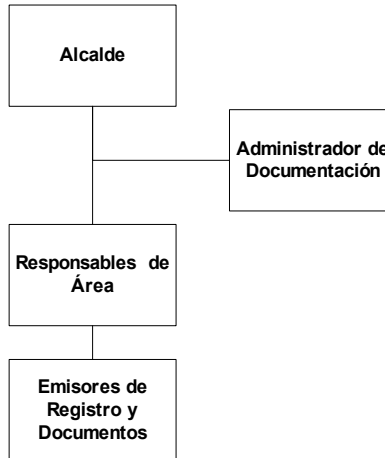 Alcalde
Administrador de
Documentación
Responsables de
Área
Emisores de
Registro y
Documentos